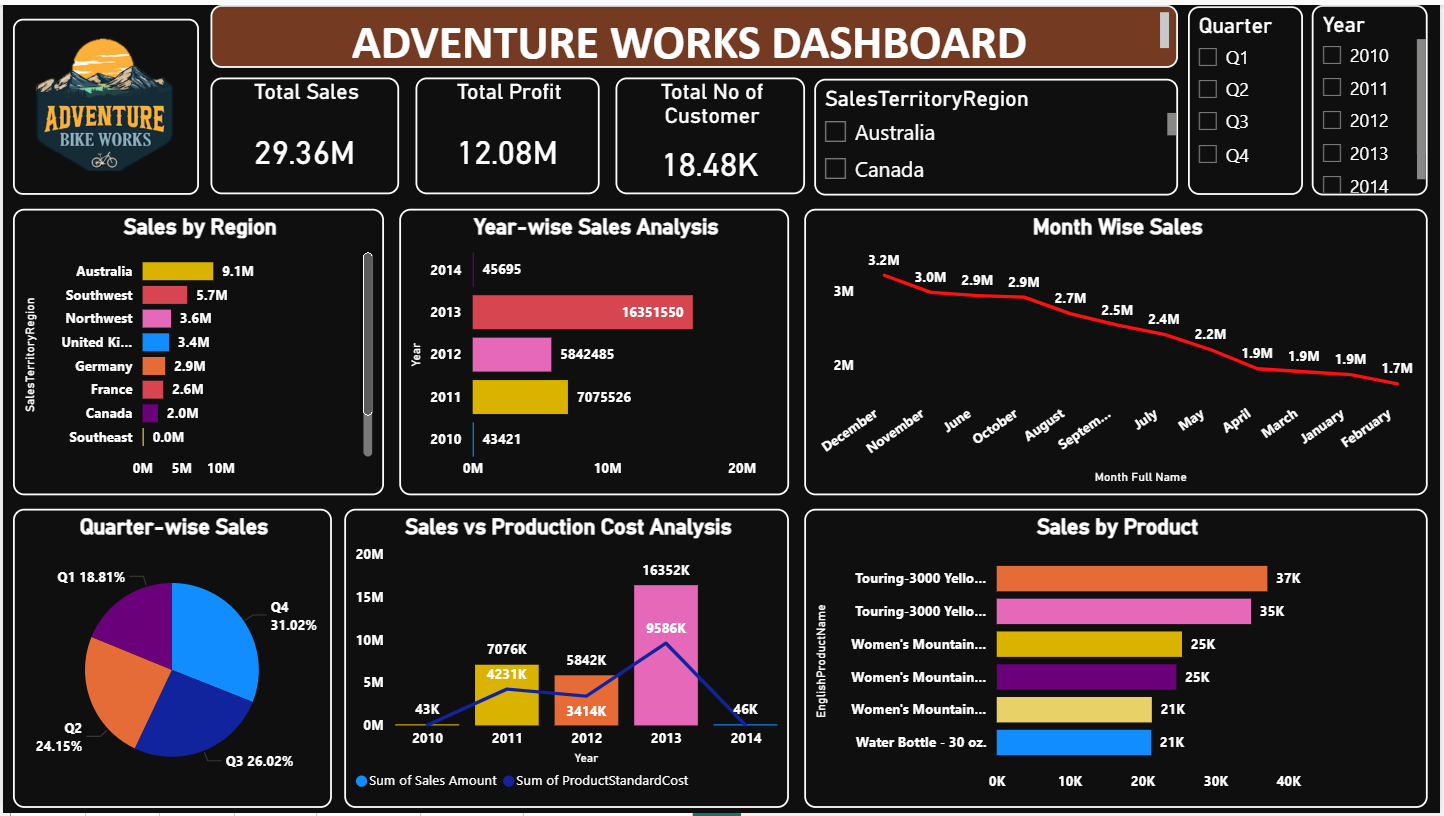 ADVENTURE
BIKE WORKS
ADVENTURE WORKS DASHBOARD
Total Sales
29.36M
Total Profit
12.08M
Total No of
Customer
18.48K
SalesTerritoryRegion
Australia
Canada
Quarter
Q1
Q2
Q3
Q4
Year
2010
2011
2012
2013
2014
Sales by Region
SalesTerritoryRegion
Australia 9.1M
Southwest 5.7M
Northwest 3.6M
United Ki... 3.4M
Germany 2.9M
France 2.6M
Canada 2.0M
Southeast 0.0M
0M 5M 10M
Year-wise Sales Analysis
Year
2014 45695
2013 16351550
2012 5842485
2011 7075526
2010 43421
0M 10M 20M
Month Wise Sales
3M
2M
3.2M 3.0M 2.9M 2.9M 2.7M 2.5M 2.4M 2.2M 1.9M 1.9M 1.9M 1.7M
December November June October August Septem... July May April March January February
Month Full Name
Quarter-wise Sales
Q1 18.81%
Q4
31.02%
Q2
24.15%
Q3 26.02%
Sales vs Production Cost Analysis
20M
15M
10M
5M
0M
43K 7076K 5842K 16352K 46K
4231K 3414K 9586K
2010 2011 2012 2013 2014
Year
Sum of Sales Amount Sum of ProductStandardCost
Sales by Product
EnglishProductName
Touring-3000 Yello... 37K
Touring-3000 Yello... 35K
Women's Mountain... 25K
Women's Mountain... 25K
Women's Mountain... 21K
Water Bottle - 30 oz. 21K
0K 10K 20K 30K 40K